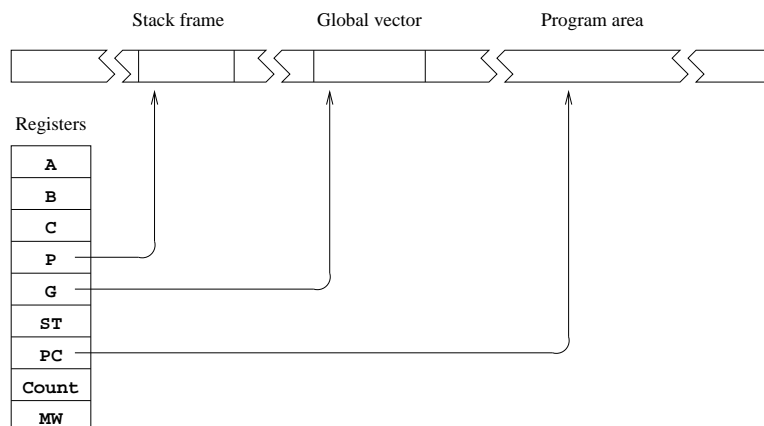 Stack frame Global vector Program area
Registers
A
B
C
P
G
ST
PC
Count
MW